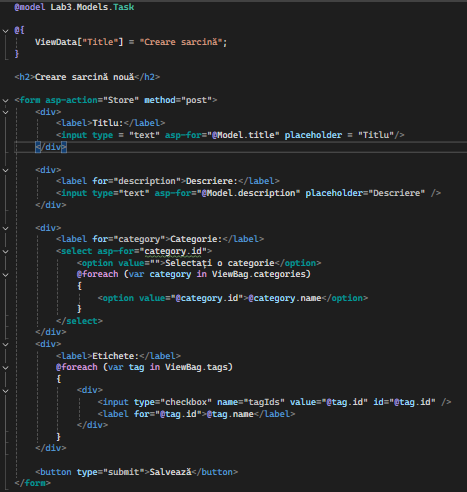 @model Lab3.Models.Task
@{
ViewData["Title"] = "Creare sarcină";
}
<h2>Creare sarcină nouă</h2>
<form asp-action="Store" method="post">
<div>
<label>Titlu:</label>
<input type = "text" asp-for="@Model.title" placeholder = "Titlu"/>
</div>
<div>
<label for="description">Descriere:</label>
<input type="text" asp-for="@Model.description" placeholder="Descriere" />
</div>
<div>
<label for="category">Categorie:</label>
<select asp-for="category.id">
<option value="">Selectați o categorie</option>
@foreach (var category in ViewBag.categories)
{
<option value="@category.id">@category.name</option>
}
</select>
</div>
<div>
<label>Etichete:</label>
@foreach (var tag in ViewBag.tags)
{
<div>
<input type="checkbox" name="tagIds" value="@tag.id" id="@tag.id" />
<label for="@tag.id">@tag.name</label>
</div>
}
</div>
<button type="submit">Salvează</button>
</form>